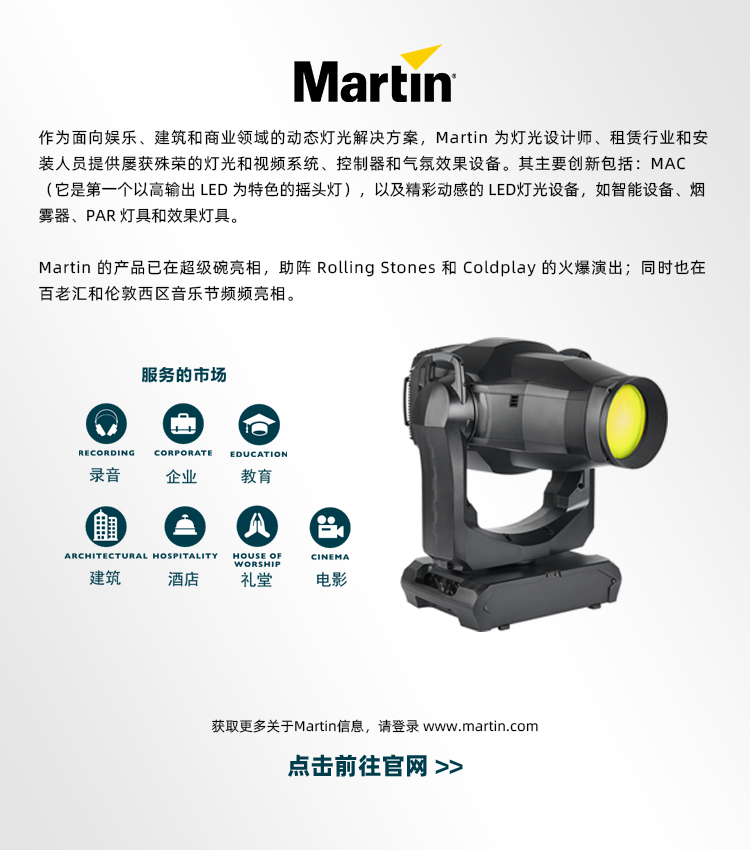 Martin®
作为面向娱乐、建筑和商业领域的动态灯光解决方案，Martin 为灯光设计师、租赁行业和安
装人员提供屡获殊荣的灯光和视频系统、控制器和气氛效果设备。其主要创新包括：MAC
（它是第一个以高输出 LED 为特色的摇头灯），以及精彩动感的 LED灯光设备，如智能设备、烟
雾器、PAR 灯具和效果灯具。
Martin 的产品已在超级碗亮相，助阵 Rolling Stones 和 Coldplay 的火爆演出；同时也在
百老汇和伦敦西区音乐节频频亮相。
服务的市场
RECORDING CORPORATE EDUCATION
录音 企业 教育
ARCHITECTURAL HOSPITALITY HOUSE OF WORSHIP CINEMA
建筑 酒店 礼堂 电影
获取更多关于Martin信息，请登录 www.martin.com
点击前往官网 >>